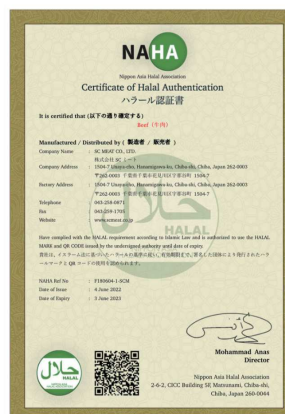 NAHA
Nippon Asia Halal Association
Certificate of Halal Authentication
ハラール認証書
It is certified that (以下の通り確定する)
Beef (牛肉)
Manufactured / Distributed by ( 製造者 / 販売者 )
Company Name : SC MEAT CO., LTD.
株式会社 SC ミート
Company Address : 1504-7 Unaya-cho, Hanamigawa-ku, Chiba-shi, Chiba, Japan 262-0003
〒262-0003 千葉県千葉市花見川区宇那谷町 1504-7
Factory Address : 1504-7 Unaya-cho, Hanamigawa-ku, Chiba-shi, Chiba, Japan 262-0003
〒262-0003 千葉県千葉市花見川区宇那谷町 1504-7
Telephone : 043-259-0871
Fax : 043-259-1705
Website : www.scmeat.co.jp
Have complied with the HALAL requirement according to Islamic Law and is authorized to use the HALAL
MARK and QR CODE issued by the undersigned authority until date of expiry.
NAHA Ref No : P180604-1-SCM
Date of Issue : 4 June 2022
Date of Expiry : 3 June 2023
Mohammad Anas
Director
حلال
HALAL
Nippon Asia Halal Association
2-6-2, CICC Building 5E Matsunami, Chiba-shi,
Chiba, Japan 260-0044